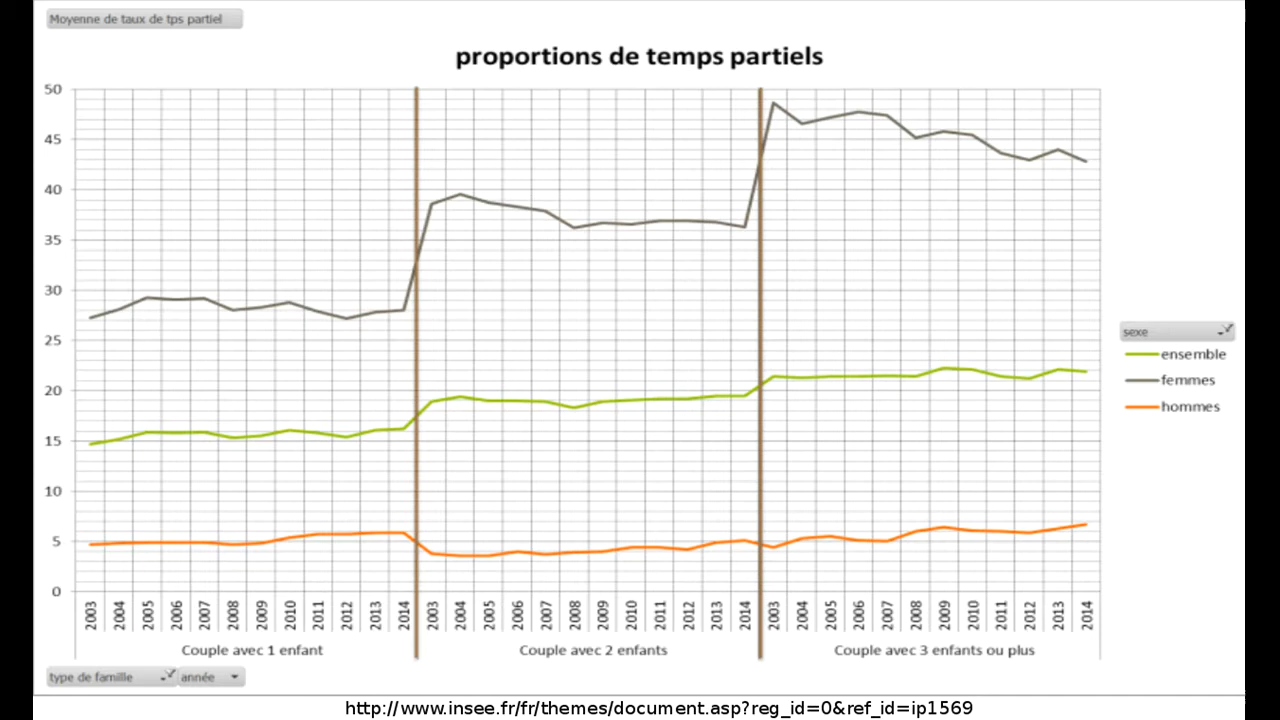 Moyenne de taux de tps partiel
proportions de temps partiels
50
45
40
35
30
25
20
15
10
5
0
sexe
ensemble
femmes
hommes
2003 2004 2005 2006 2007 2008 2009 2010 2011 2012 2013 2014 2003 2004 2005 2006 2007 2008 2009 2010 2011 2012 2013 2014 2003 2004 2005 2006 2007 2008 2009 2010 2011 2012 2013 2014
Couple avec 1 enfant Couple avec 2 enfants Couple avec 3 enfants ou plus
type de famille année
http://www.insee.fr/fr/themes/document.asp?reg_id=0&ref_id=ip1569